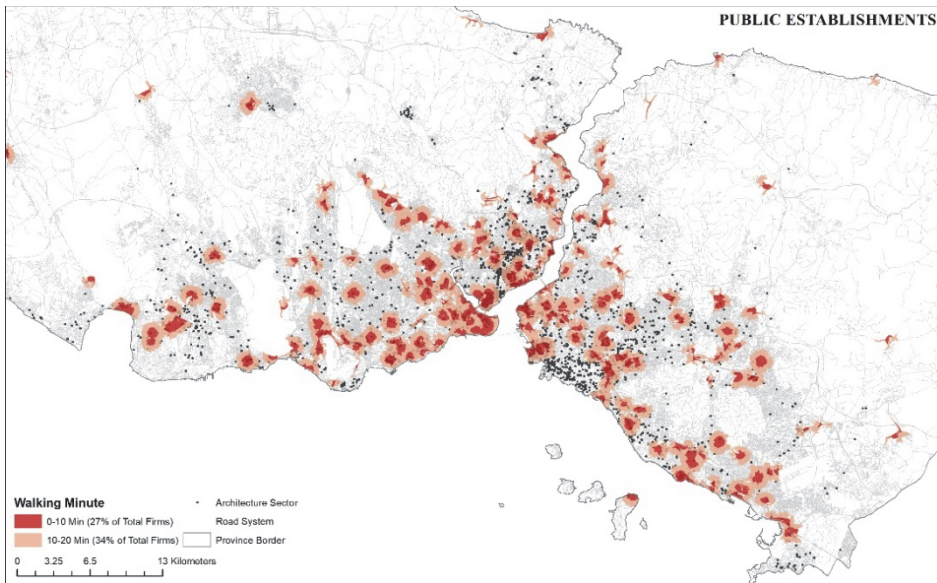 PUBLIC ESTABLISHMENTS
Walking Minute
0-10 Min (27% of Total Firms)
10-20 Min (34% of Total Firms)
Architecture Sector
Road System
Province Border
0 3.25 6.5 13 Kilometers